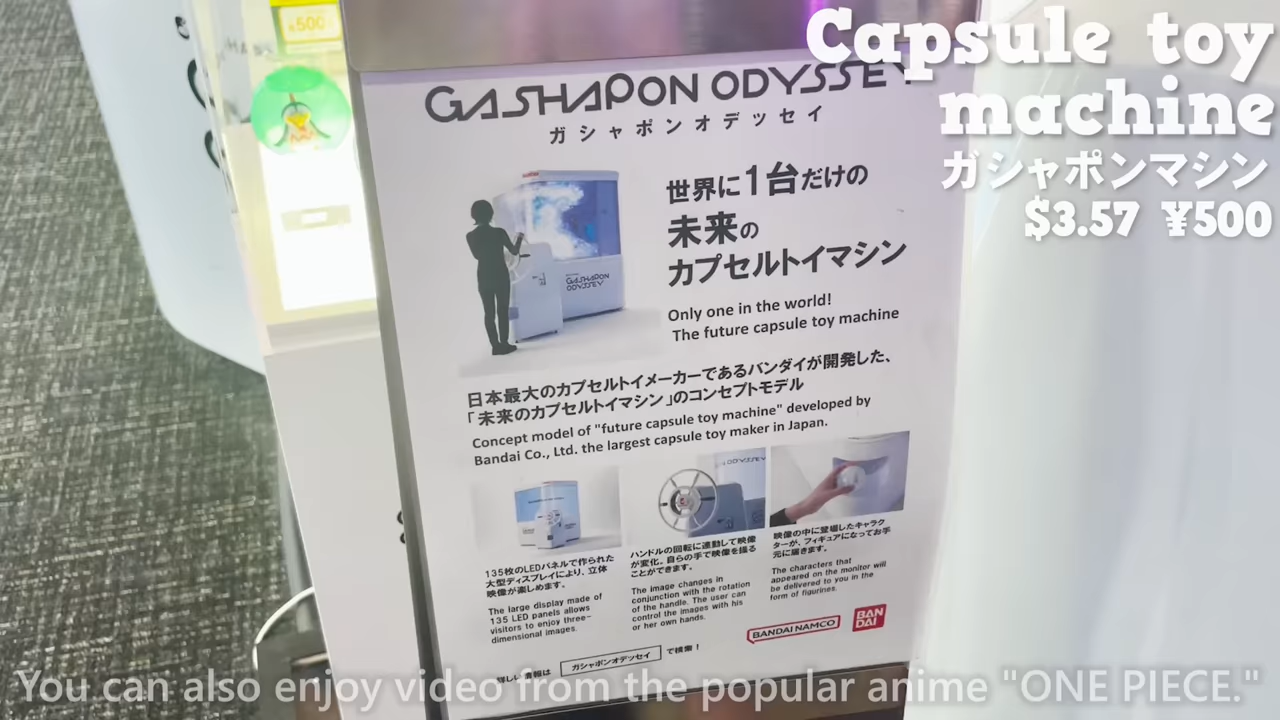 ¥500
Capsule toy
machine
ガシャポンマシン
$3.57 ¥500
GASHAPON ODYSSEY
ガシャポンオデッセイ
世界に1台だけの
未来の
カプセルトイマシン
Only one in the world!
The future capsule toy machine
GASHAPON
ODYSSEY
日本最大のカプセルトイメーカーであるバンダイが開発した、
「未来のカプセルトイマシン」のコンセプトモデル
Concept model of "future capsule toy machine" developed by
Bandai Co., Ltd. the largest capsule toy maker in Japan.
ODYSSEY
135枚のLEDパネルで作られた
大型ディスプレイにより、立体
映像が楽しめます。
The large display made of
135 LED panels allows
visitors to enjoy three-
dimensional images.
ハンドルの回転に連動して映像
が変化。自らの手で映像を操る
ことができます。
The image changes in
conjunction with the rotation
of the handle. The user can
control the images with his
or her own hands.
映像の中に登場したキャラク
ターが、フィギュアになってお手
元に届きます。
The characters that
appeared on the monitor will
be delivered to you in the
form of figurines.
BANDAI NAMCO
BAN
DAI
詳しい情報は ガシャポンオデッセイ で検索！
You can also enjoy video from the popular anime "ONE PIECE."